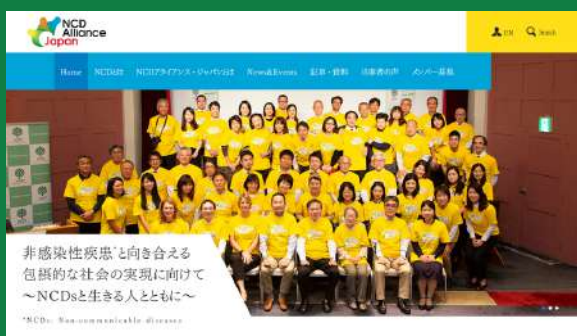 NCD
Alliance
Japan
EN
Search
Home
NCDとは
NCDアライアンス・ジャパンとは
News&Events
記事・資料
当事者の声
メンバー募集
非感染性疾患*と向き合える
包摂的な社会の実現に向けて
〜NCDsと生きる人とともに〜
*NCDs: Non-communicable diseases